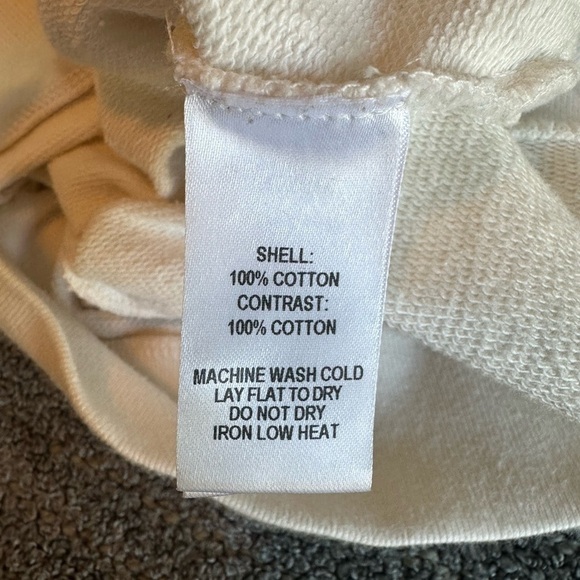 SHELL:
100% COTTON
CONTRAST:
100% COTTON
MACHINE WASH COLD
LAY FLAT TO DRY
DO NOT DRY
IRON LOW HEAT